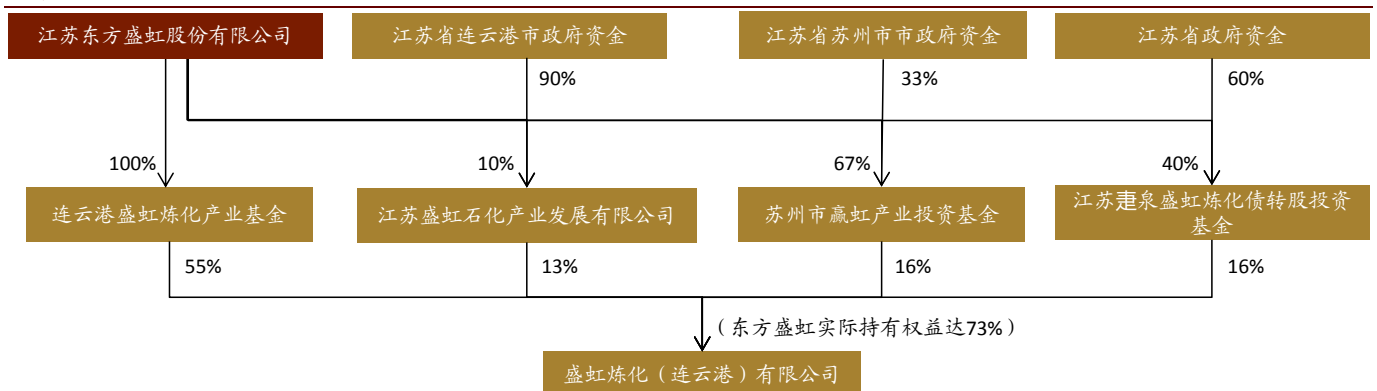 江苏东方盛虹股份有限公司
江苏省连云港市政府资金
江苏省苏州市市政府资金
江苏省政府资金
90%
33%
60%
100%
10%
67%
40%
连云港盛虹炼化产业基金
江苏盛虹石化产业发展有限公司
苏州市赢虹产业投资基金
江苏疌泉盛虹炼化债转股投资
基金
55%
13%
16%
16%
（东方盛虹实际持有权益达73%）
盛虹炼化（连云港）有限公司